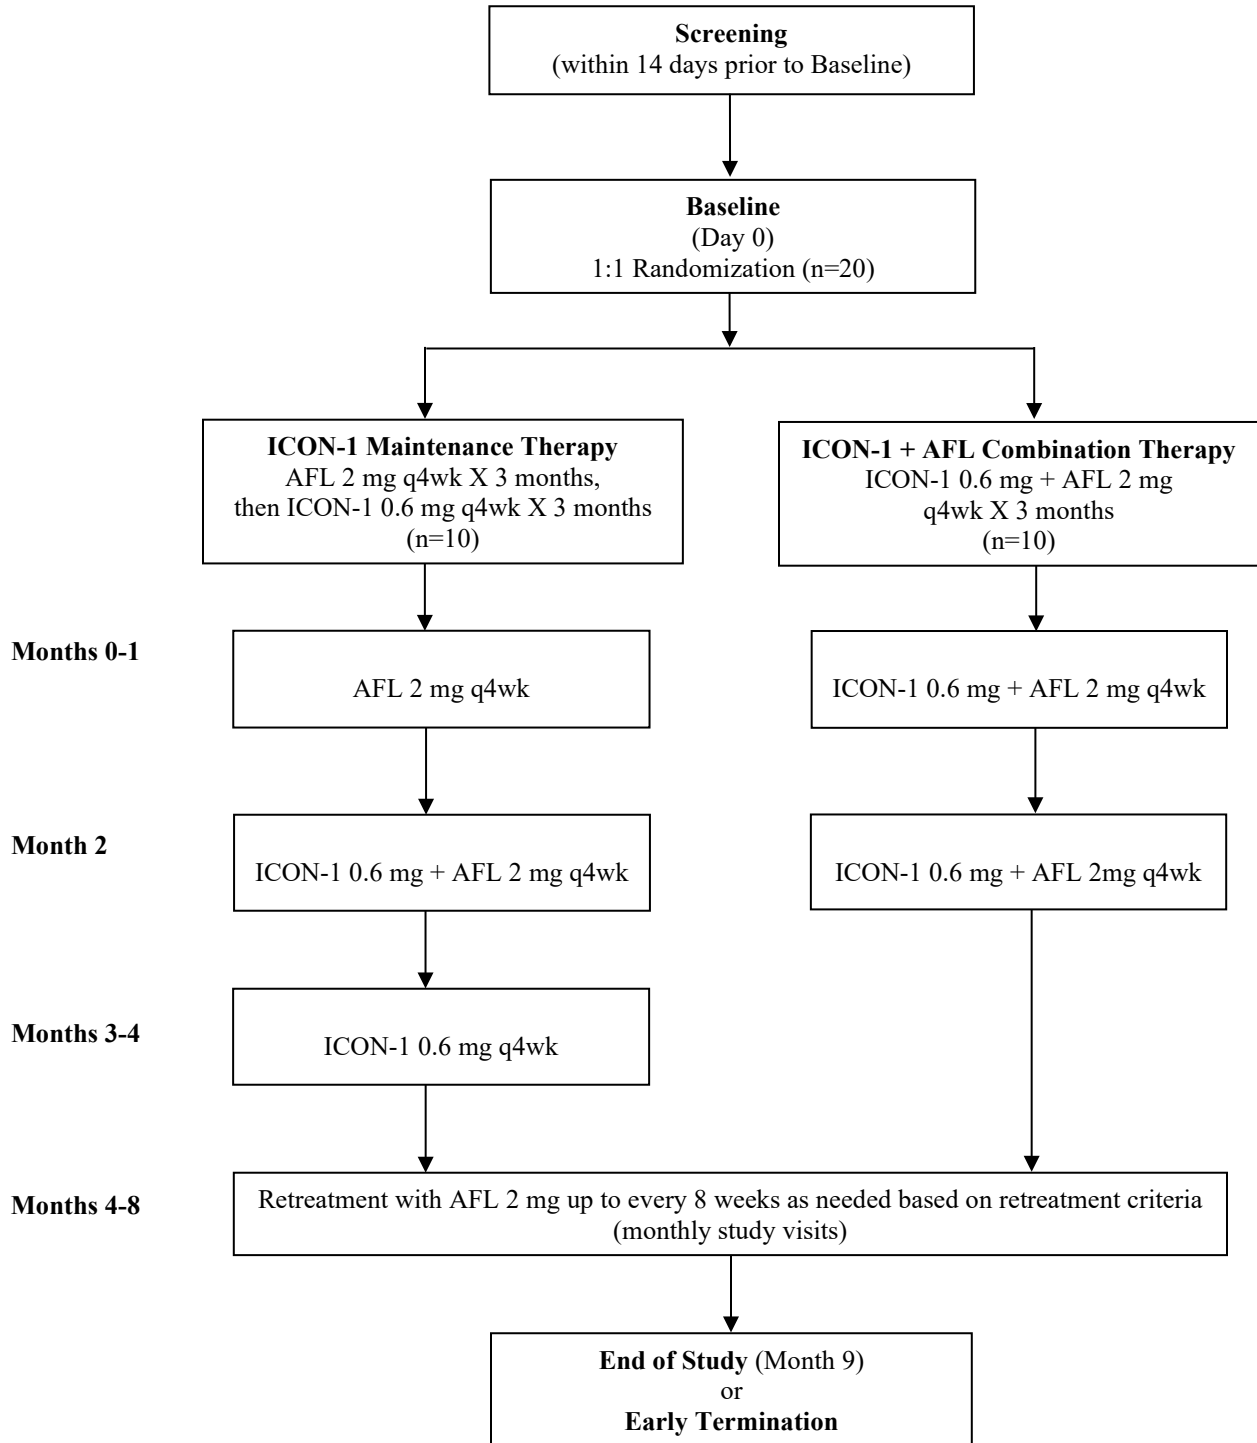 Screening
(within 14 days prior to Baseline)
Baseline
(Day 0)
1:1 Randomization (n=20)
ICON-1 Maintenance Therapy
AFL 2 mg q4wk X 3 months,
then ICON-1 0.6 mg q4wk X 3 months
(n=10)
ICON-1 + AFL Combination Therapy
ICON-1 0.6 mg + AFL 2 mg
q4wk X 3 months
(n=10)
Months 0-1
AFL 2 mg q4wk
ICON-1 0.6 mg + AFL 2 mg q4wk
Month 2
ICON-1 0.6 mg + AFL 2 mg q4wk
ICON-1 0.6 mg + AFL 2mg q4wk
Months 3-4
ICON-1 0.6 mg q4wk
Months 4-8
Retreatment with AFL 2 mg up to every 8 weeks as needed based on retreatment criteria
(monthly study visits)
End of Study (Month 9)
or
Early Termination